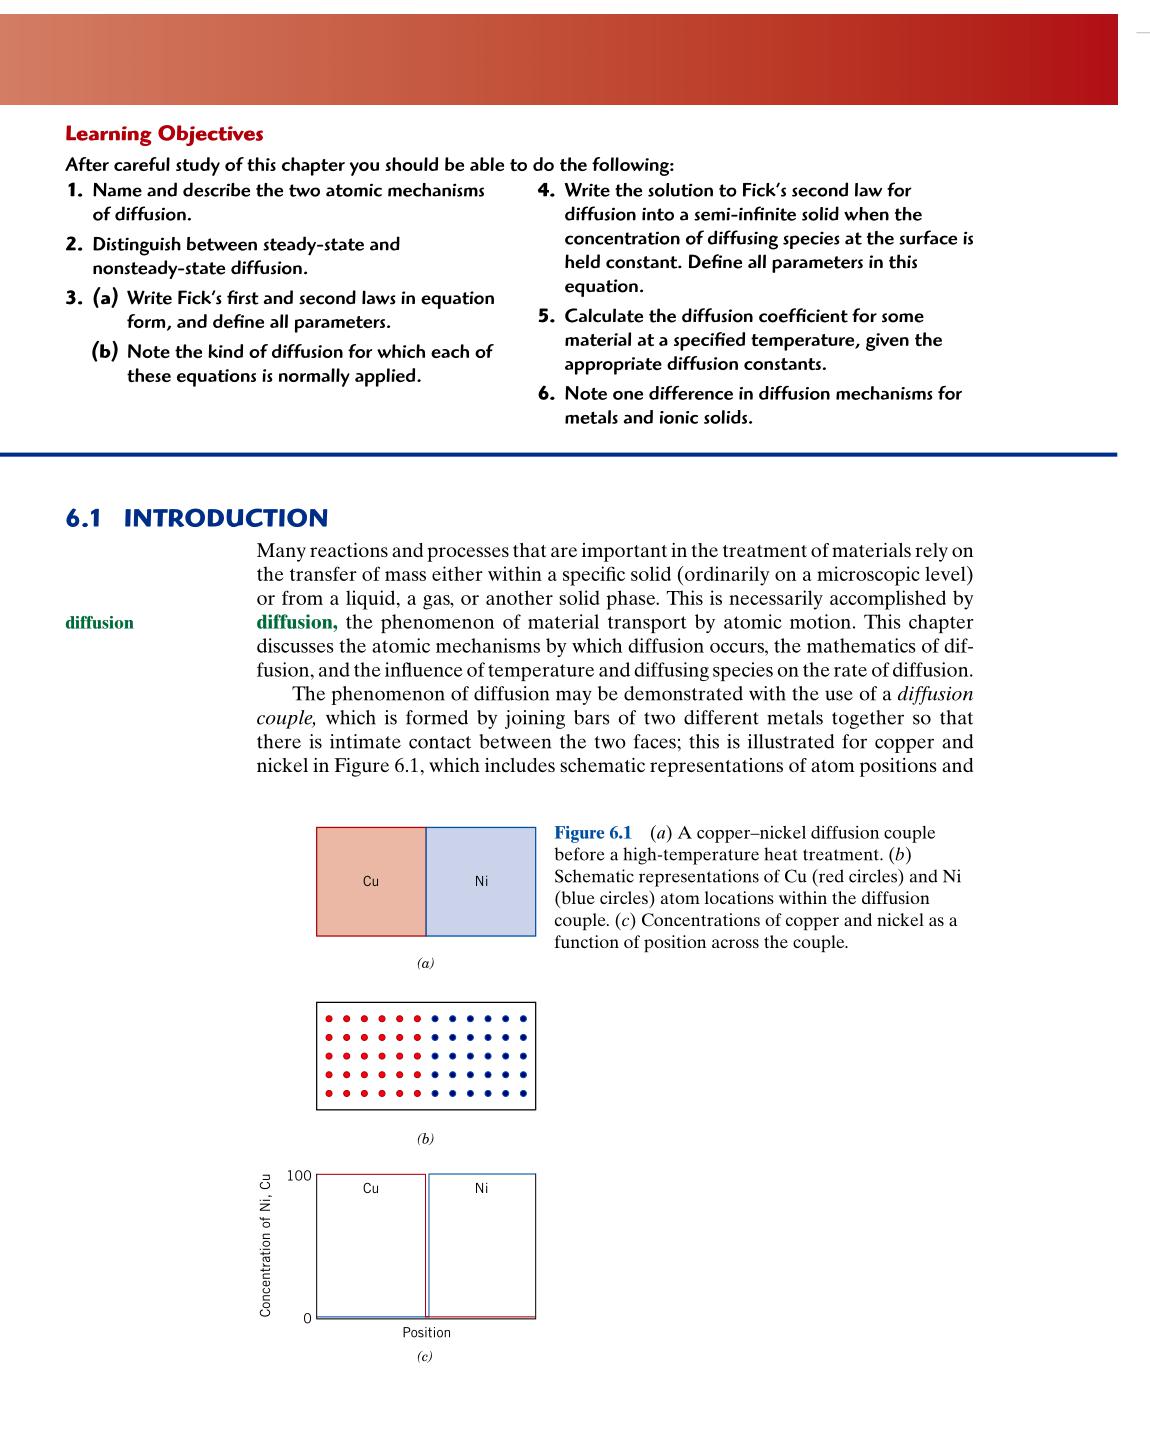 Learning Objectives
After careful study of this chapter you should be able to do the following:
1. Name and describe the two atomic mechanisms
of diffusion.
2. Distinguish between steady-state and
nonsteady-state diffusion.
3. (a) Write Fick's first and second laws in equation
form, and define all parameters.
(b) Note the kind of diffusion for which each of
these equations is normally applied.
4. Write the solution to Fick's second law for
diffusion into a semi-infinite solid when the
concentration of diffusing species at the surface is
held constant. Define all parameters in this
equation.
5. Calculate the diffusion coefficient for some
material at a specified temperature, given the
appropriate diffusion constants.
6. Note one difference in diffusion mechanisms for
metals and ionic solids.
6.1 INTRODUCTION
Many reactions and processes that are important in the treatment of materials rely on
the transfer of mass either within a specific solid (ordinarily on a microscopic level)
or from a liquid, a gas, or another solid phase. This is necessarily accomplished by
diffusion
diffusion, the phenomenon of material transport by atomic motion. This chapter
discusses the atomic mechanisms by which diffusion occurs, the mathematics of dif-
fusion, and the influence of temperature and diffusing species on the rate of diffusion.
The phenomenon of diffusion may be demonstrated with the use of a diffusion
couple, which is formed by joining bars of two different metals together so that
there is intimate contact between the two faces; this is illustrated for copper and
nickel in Figure 6.1, which includes schematic representations of atom positions and
Cu
Ni
(a)
Figure 6.1 (a) A copper–nickel diffusion couple
before a high-temperature heat treatment. (b)
Schematic representations of Cu (red circles) and Ni
(blue circles) atom locations within the diffusion
couple. (c) Concentrations of copper and nickel as a
function of position across the couple.
(b)
Concentration of Ni, Cu
100
Cu
Ni
0
Position
(c)